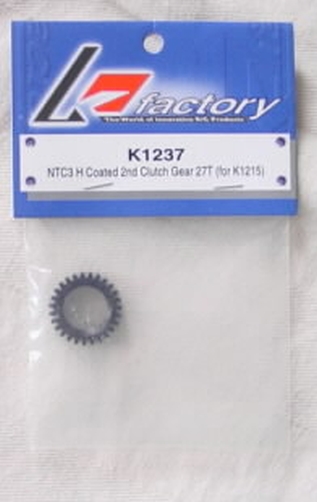 K factory
The World of Innovative R/C Products
K1237
NTC3 H Coated 2nd Clutch Gear 27T (for K1215)